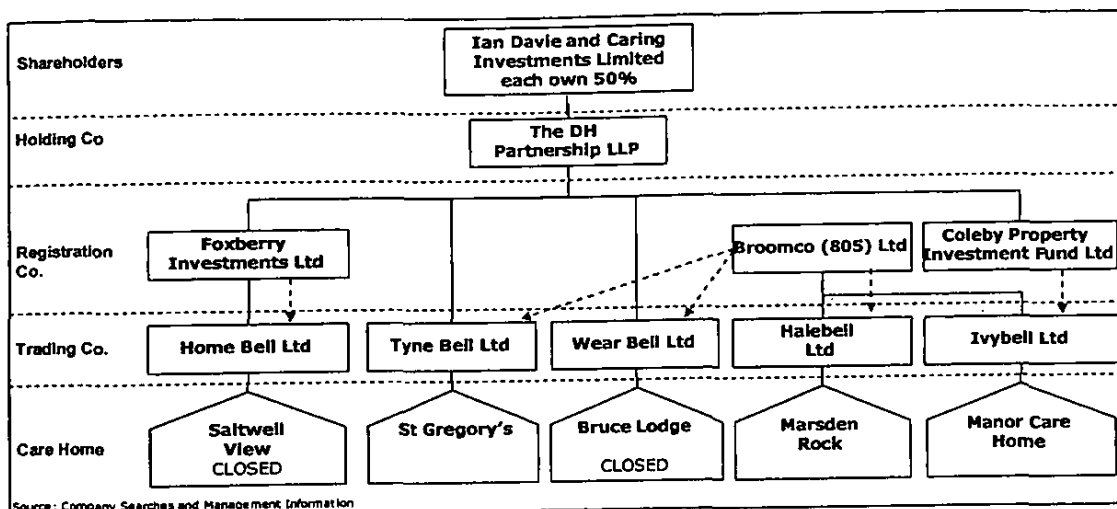 Shareholders
Ian Davie and Caring
Investments Limited
each own 50%
Holding Co
The DH
Partnership LLP
Registration
Co.
Foxberry
Investments Ltd
Broomco (805) Ltd
Coleby Property
Investment Fund Ltd
Trading Co.
Home Bell Ltd
Tyne Bell Ltd
Wear Bell Ltd
Halebell
Ltd
Ivybell Ltd
Care Home
Saltwell
View
CLOSED
St Gregory's
Bruce Lodge
CLOSED
Marsden
Rock
Manor Care
Home
Source: Company Searches and Management Information